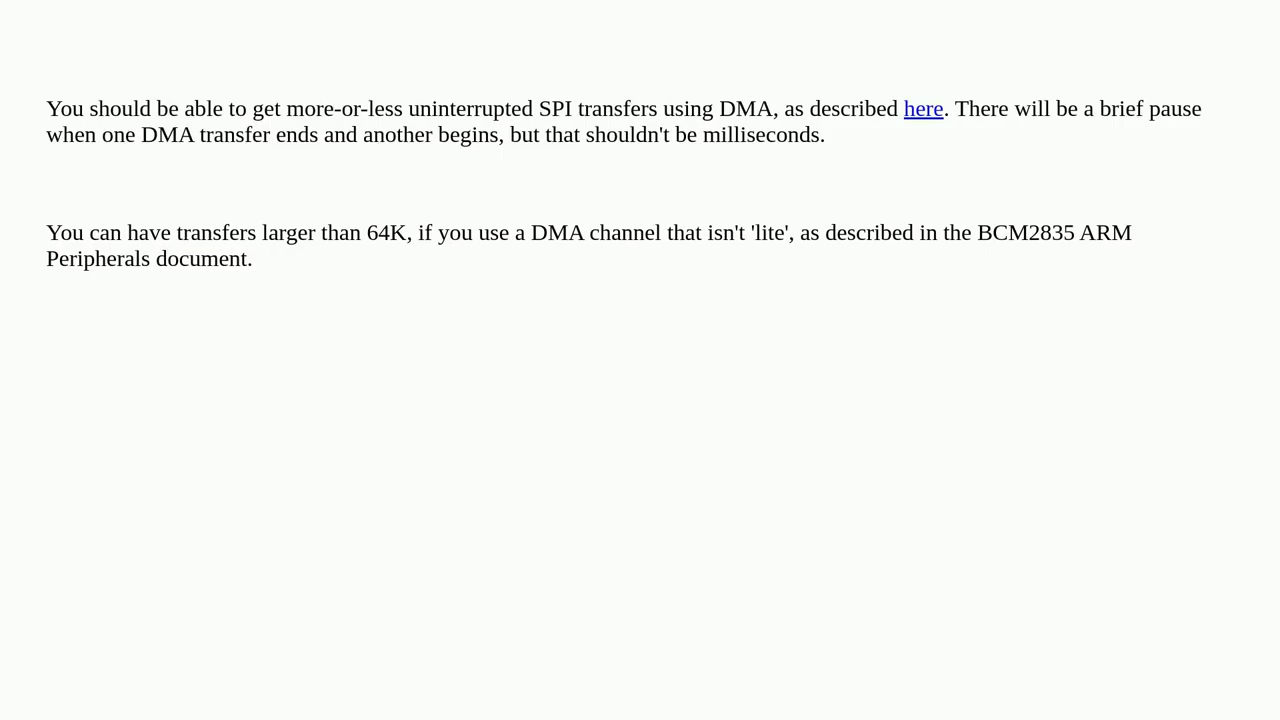 You should be able to get more-or-less uninterrupted SPI transfers using DMA, as described here. There will be a brief pause
when one DMA transfer ends and another begins, but that shouldn't be milliseconds.
You can have transfers larger than 64K, if you use a DMA channel that isn't 'lite', as described in the BCM2835 ARM
Peripherals document.